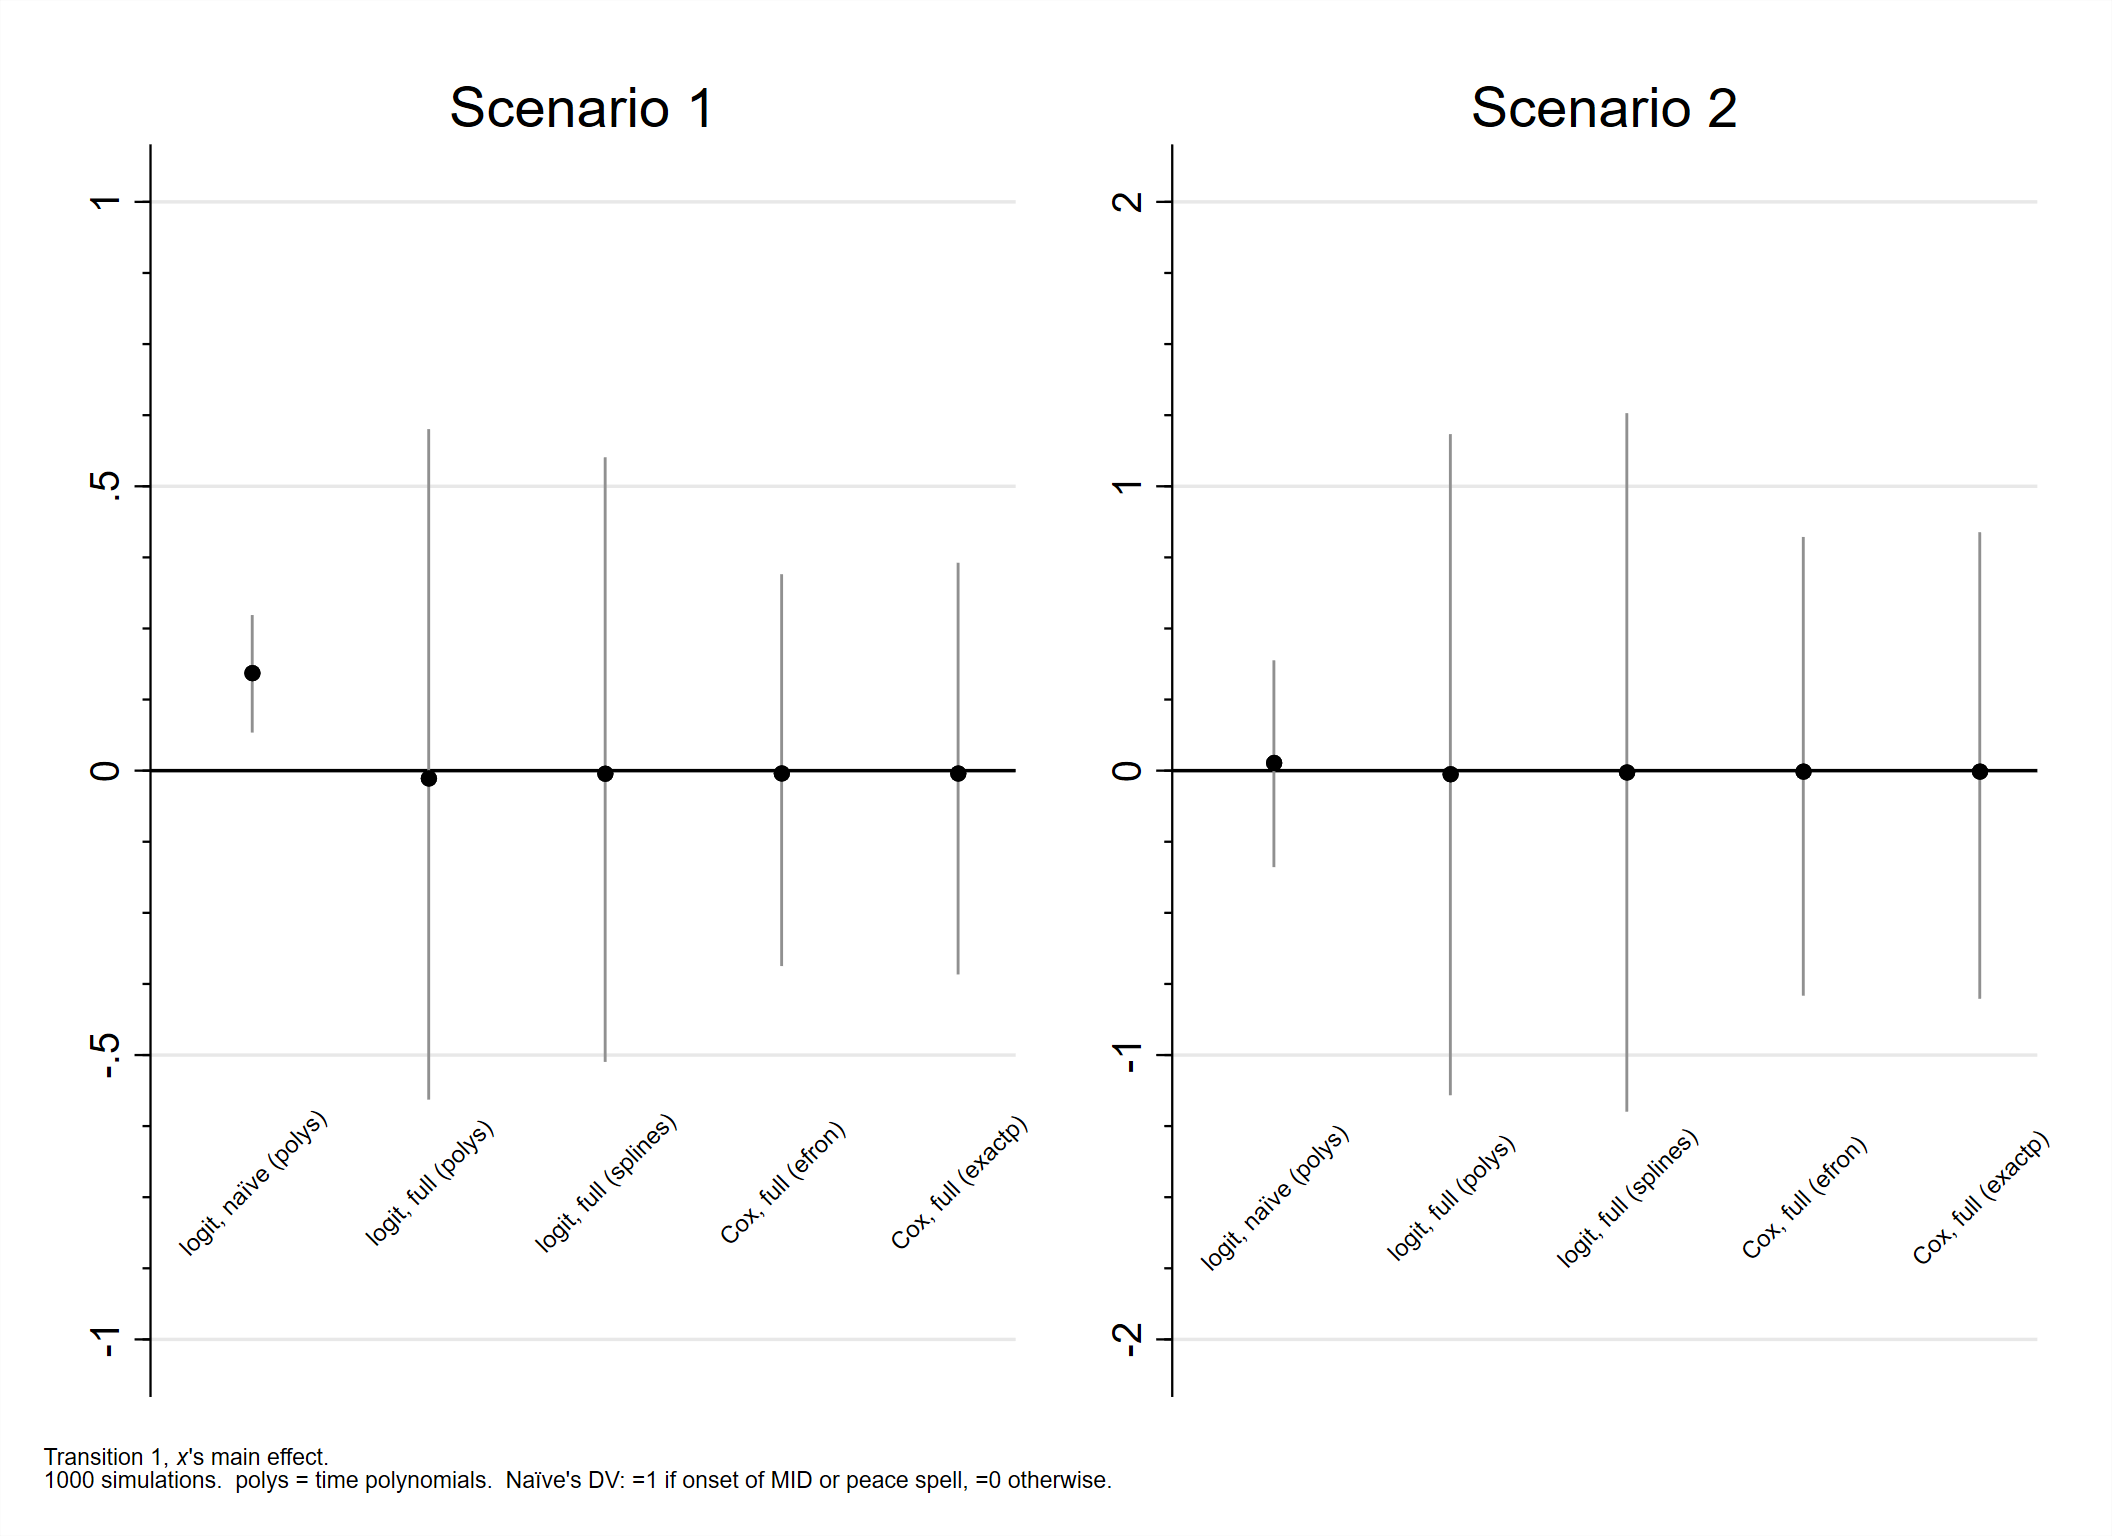 Scenario 1
1
.5
0
-.5
-1
logit, naïve (polys)
logit, full (polys)
logit, full (splines)
Cox, full (efron)
Cox, full (exactp)
Scenario 2
2
1
0
-1
-2
logit, naïve (polys)
logit, full (polys)
logit, full (splines)
Cox, full (efron)
Cox, full (exactp)
Transition 1, x's main effect.
1000 simulations.  polys = time polynomials.  Naïve's DV: =1 if onset of MID or peace spell, =0 otherwise.